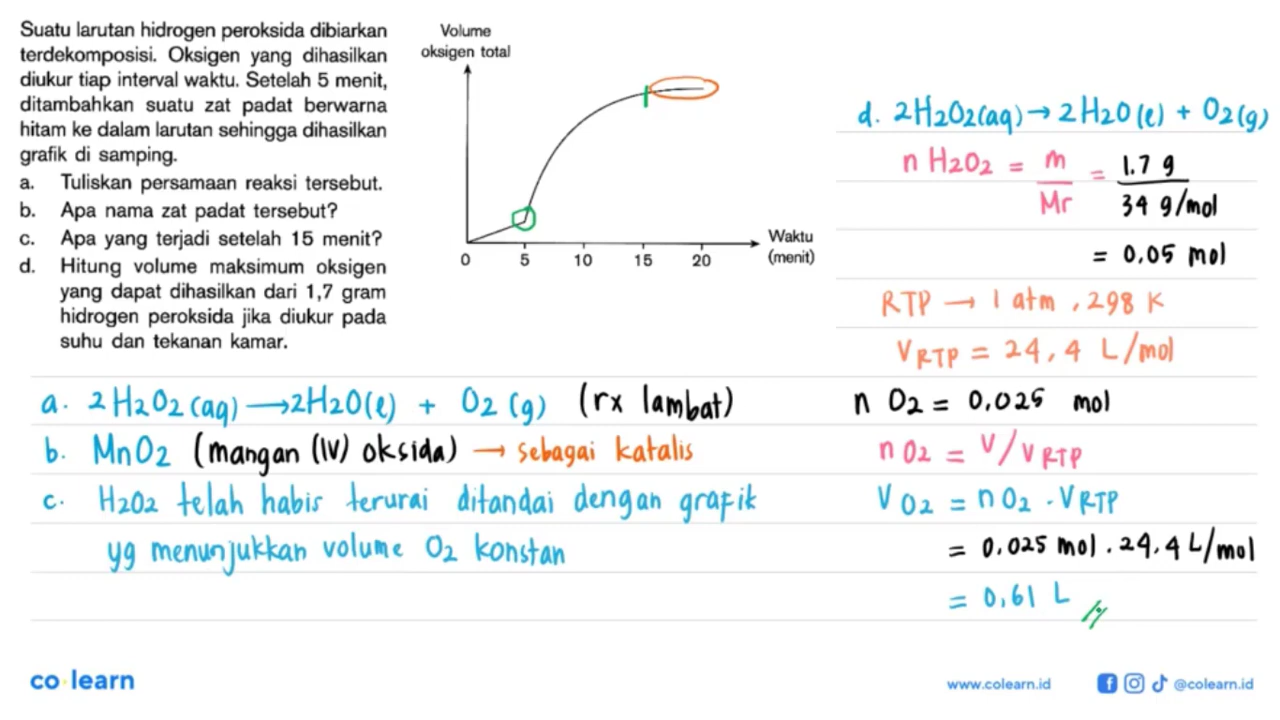 Suatu larutan hidrogen peroksida dibiarkan
terdekomposisi. Oksigen yang dihasilkan
diukur tiap interval waktu. Setelah 5 menit,
ditambahkan suatu zat padat berwarna
hitam ke dalam larutan sehingga dihasilkan
grafik di samping.
a. Tuliskan persamaan reaksi tersebut.
b. Apa nama zat padat tersebut?
c. Apa yang terjadi setelah 15 menit?
d. Hitung volume maksimum oksigen
yang dapat dihasilkan dari 1,7 gram
hidrogen peroksida jika diukur pada
suhu dan tekanan kamar.
Volume
oksigen total
0 5 10 15 20
Waktu
(menit)
a. 2H2O2(aq) → 2H2O(l) + O2(g) (rx lambat)
b. MnO2 (mangan (IV) oksida) → sebagai katalis
c. H2O2 telah habis terurai ditandai dengan grafik
yg menunjukkan volume O2 konstan
d. 2H2O2(aq) → 2H2O(l) + O2(g)
n H2O2 = m/Mr = 1.7 g/34 g/mol
= 0,05 mol
RTP → 1 atm, 298 K
VRTP = 24,4 L/mol
n O2 = 0,025 mol
n O2 = V/VRTP
V O2 = n O2 . VRTP
= 0,025 mol . 24,4 L/mol
= 0,61 L //
co learn
www.colearn.id
@colearn.id